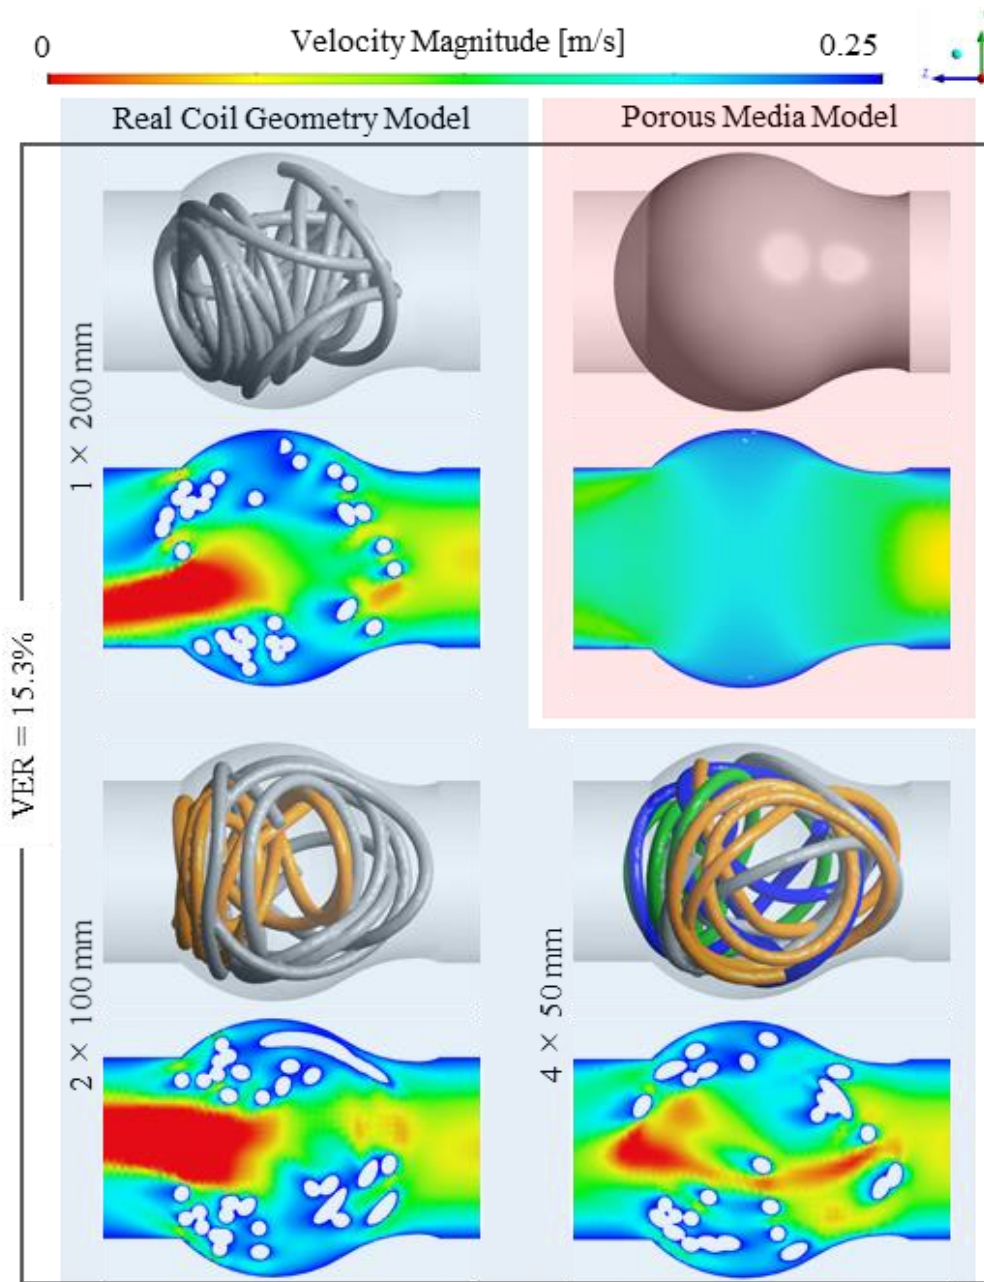 Velocity Magnitude [m/s]
0
0.25
z
Real Coil Geometry Model
Porous Media Model
1 × 200 mm
VER = 15.3%
2 × 100 mm
4 × 50 mm